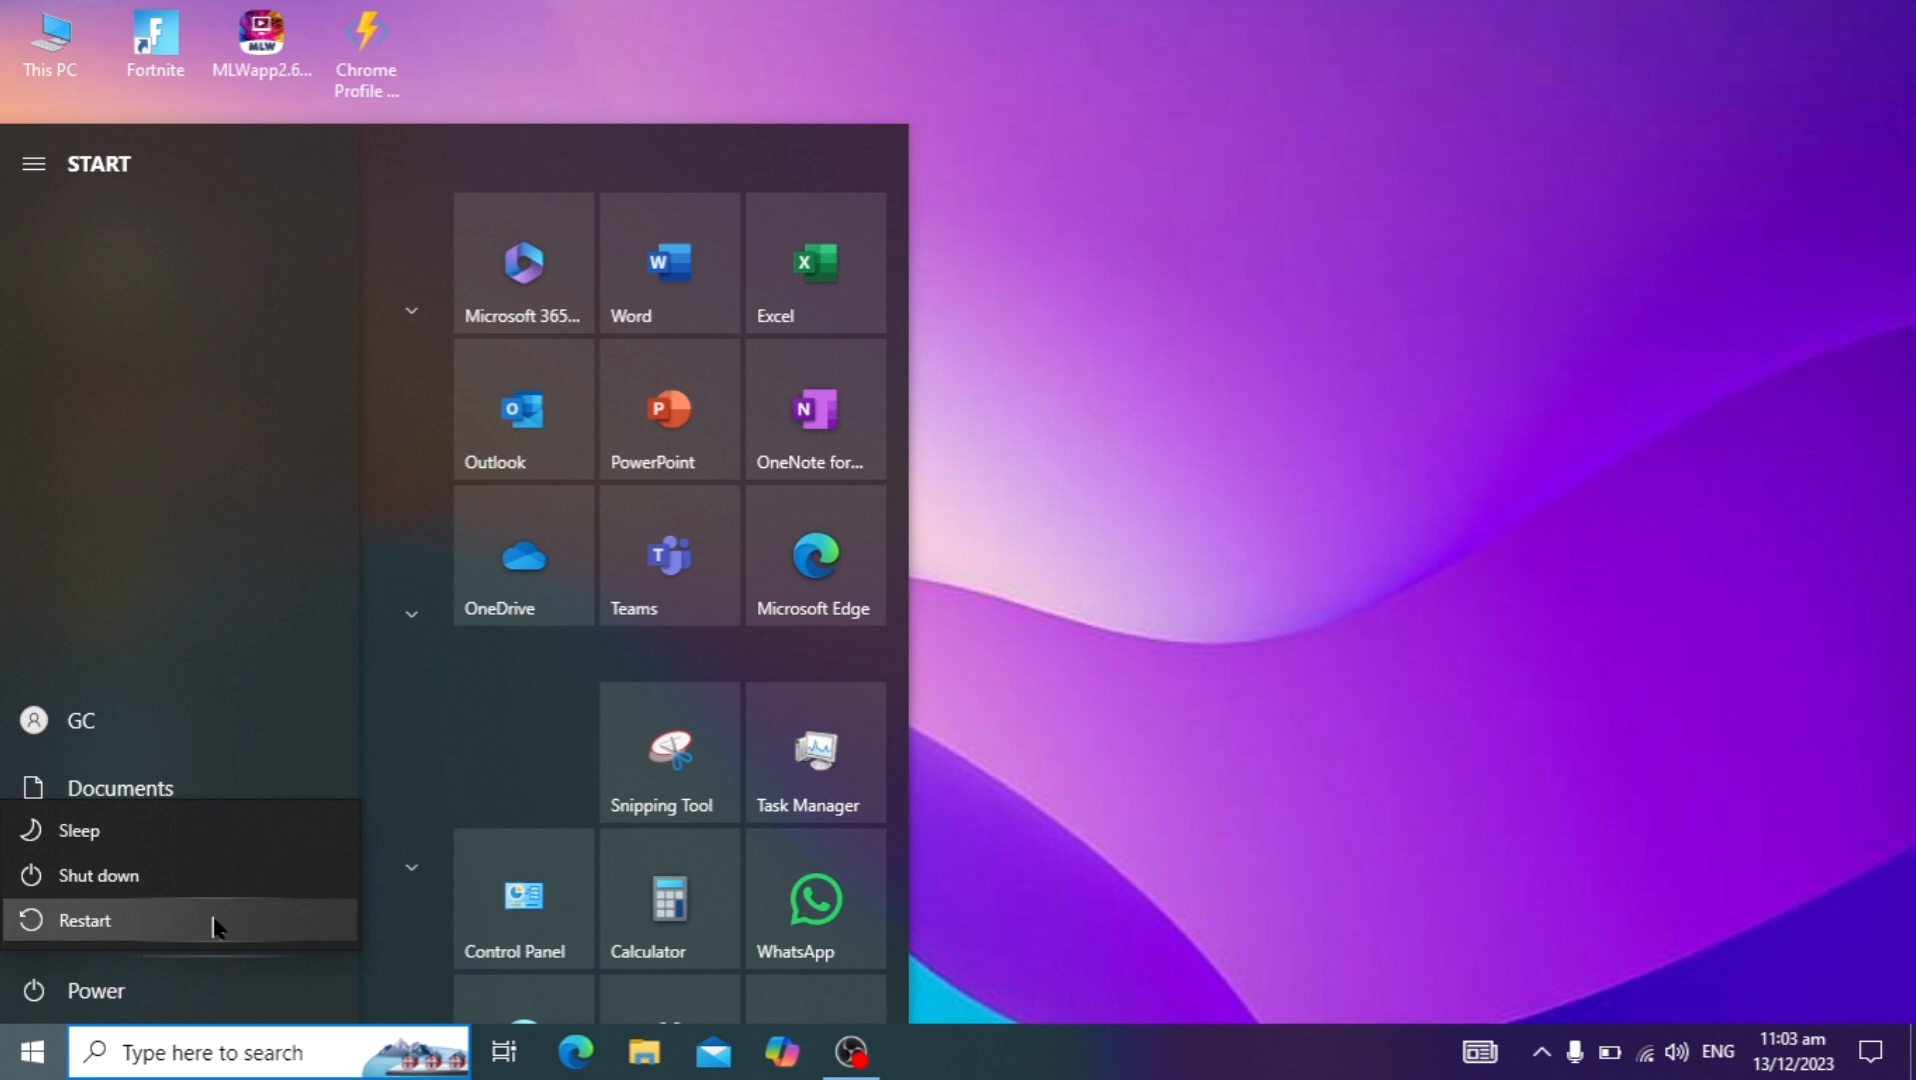 This PC
Fortnite
MLWapp2.6...
Chrome
Profile ...
START
Microsoft 365...
Word
Excel
Outlook
PowerPoint
OneNote for...
OneDrive
Teams
Microsoft Edge
Snipping Tool
Task Manager
Control Panel
Calculator
WhatsApp
GC
Documents
Sleep
Shut down
Restart
Power
Type here to search
ENG
11:03 am
13/12/2023